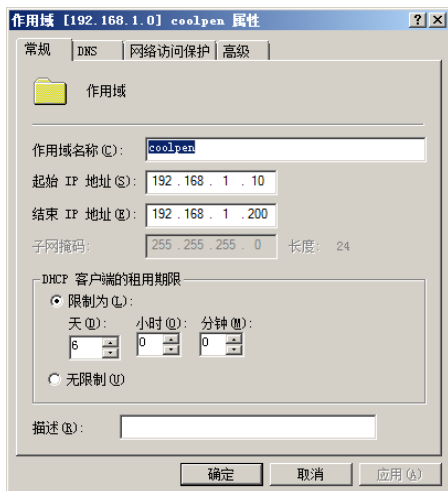 作用域 [192.168.1.0] coolpen 属性
常规 DNS 网络访问保护 高级
作用域
作用域名称(C): coolpen
起始 IP 地址(S): 192 . 168 . 1 . 10
结束 IP 地址(E): 192 . 168 . 1 . 200
子网掩码: 255 . 255 . 255 . 0 长度: 24
DHCP 客户端的租用期限
限制为(L):
天(D): 小时(O): 分钟(M):
6 0 0
无限制(U)
描述(R):
确定 取消 应用(A)